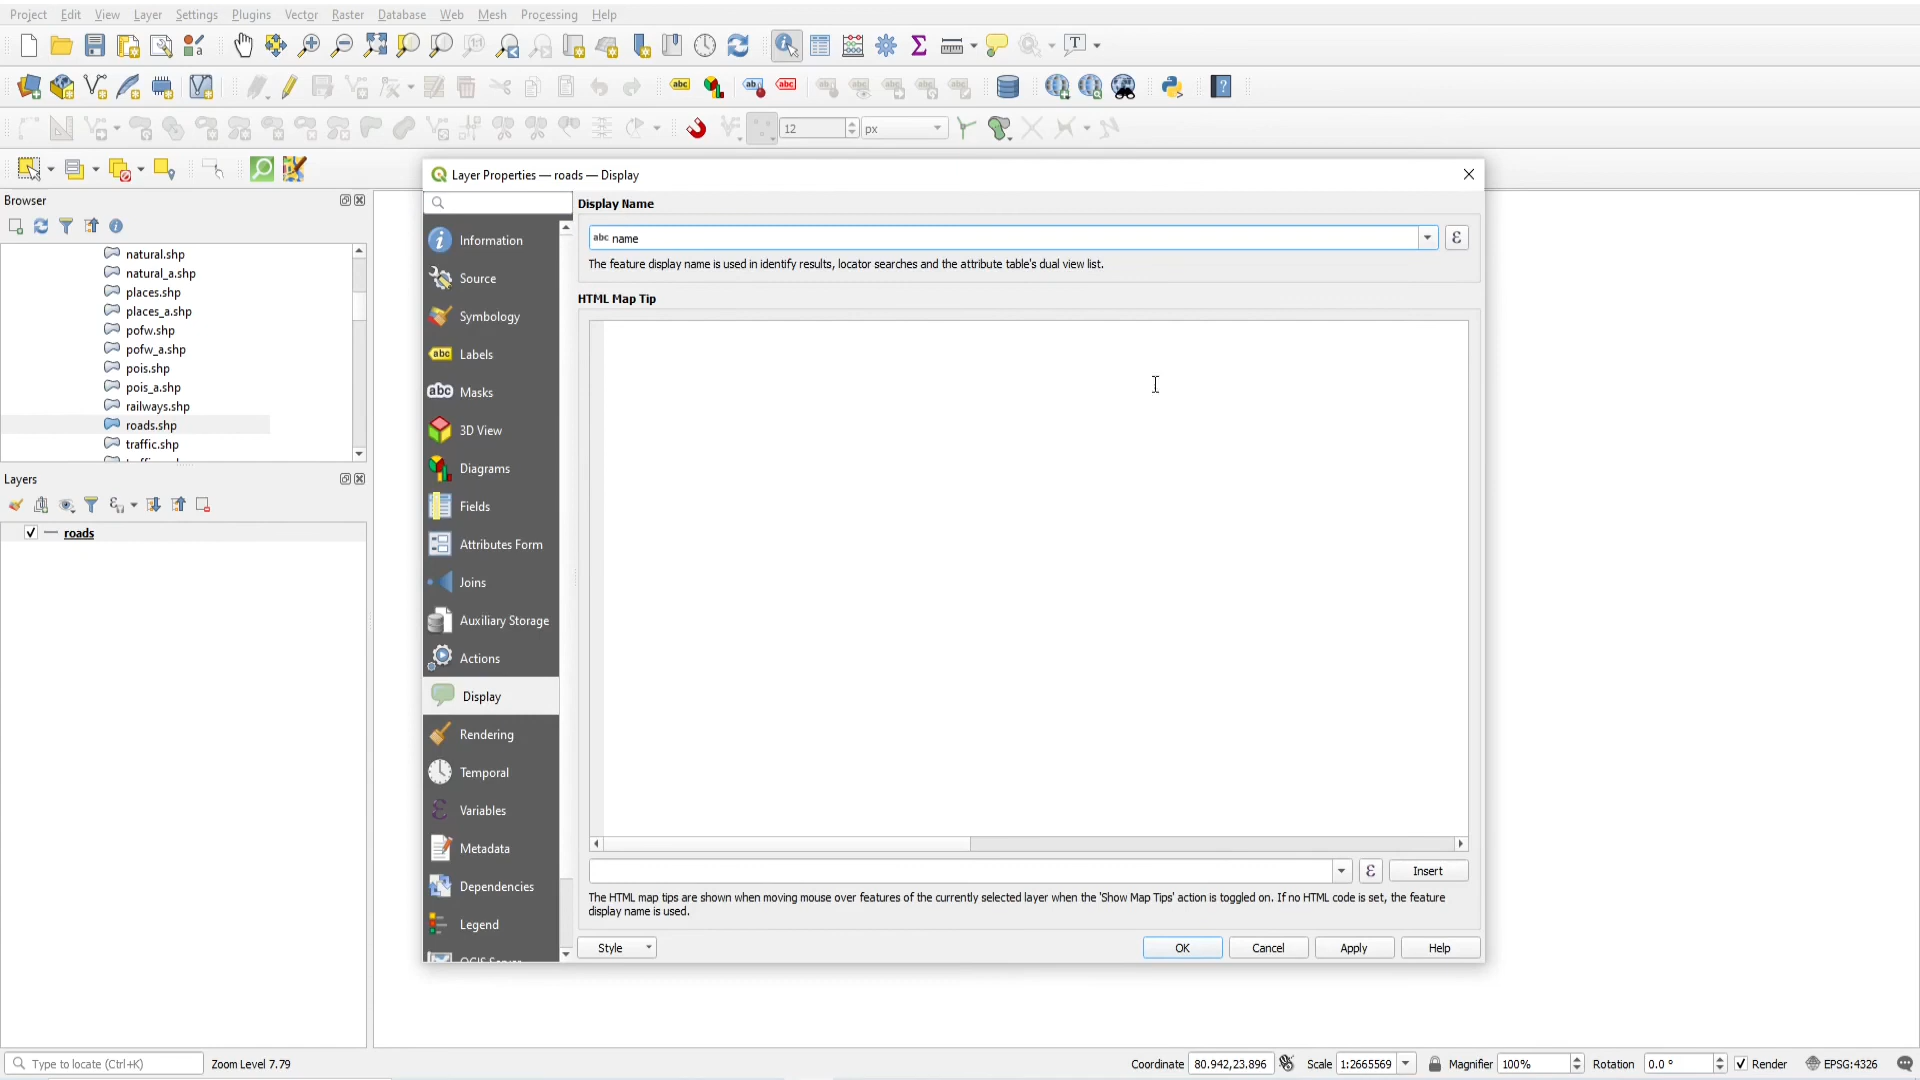 Project Edit View Layer Settings Plugins Vector Raster Database Web Mesh Processing Help
12 px
Browser
natural.shp
natural_a.shp
places.shp
places_a.shp
pofw.shp
pofw_a.shp
pois.shp
pois_a.shp
railways.shp
roads.shp
traffic.shp
Layers
roads
Layer Properties — roads — Display
Information
Source
Symbology
abc Labels
abc Masks
3D View
Diagrams
Fields
Attributes Form
Joins
Auxiliary Storage
Actions
Display
Rendering
Temporal
Variables
Metadata
Dependencies
Legend
QGIS Server
Display Name
abc name
The feature display name is used in identify results, locator searches and the attribute table's dual view list.
HTML Map Tip
Insert
The HTML map tips are shown when moving mouse over features of the currently selected layer when the 'Show Map Tips' action is toggled on. If no HTML code is set, the feature
display name is used.
Style OK Cancel Apply Help
Type to locate (Ctrl+K) Zoom Level 7.79 Coordinate 80.942,23.896 Scale 1:2665569 Magnifier 100% Rotation 0.0 ° Render EPSG:4326